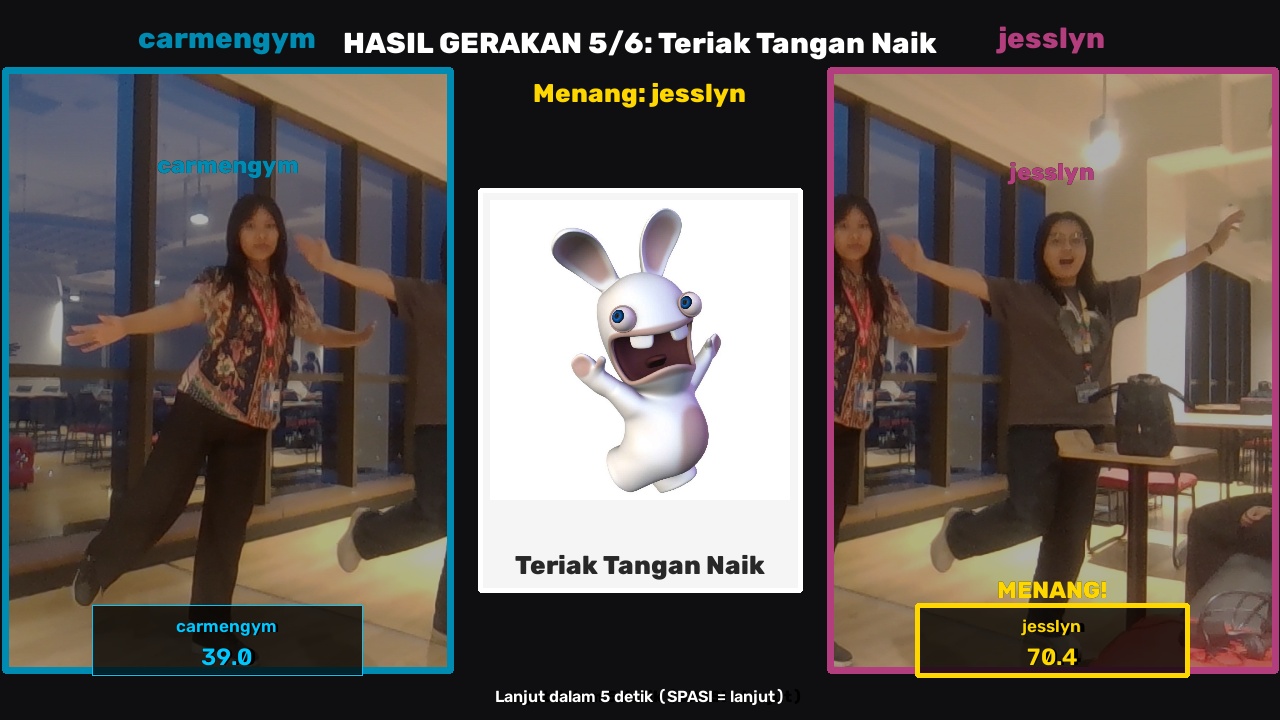 carmengym
HASIL GERAKAN 5/6: Teriak Tangan Naik
jesslyn
Menang: jesslyn
carmengym
jesslyn
Teriak Tangan Naik
MENANG!
carmengym
39.0
jesslyn
70.4
Lanjut dalam 5 detik (SPASI = lanjut)